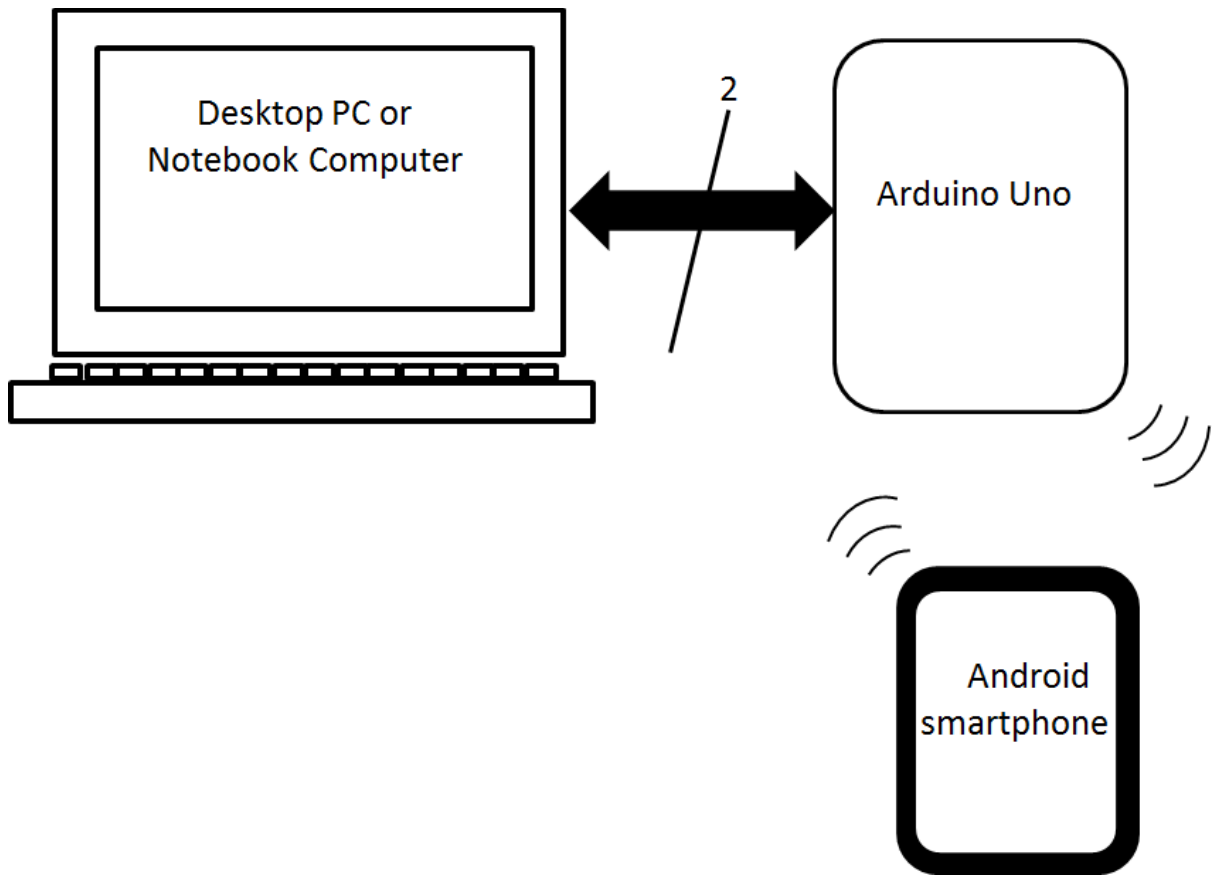 Desktop PC or
Notebook Computer
2
Arduino Uno
Android
smartphone